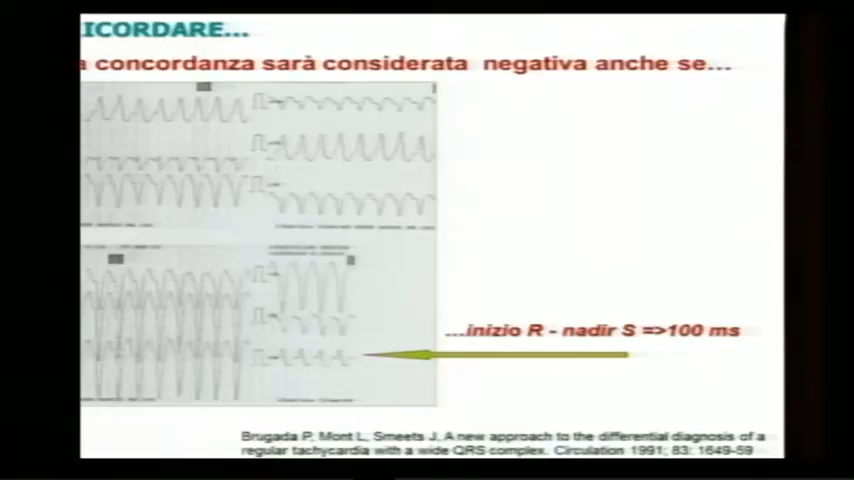 ICORDARE...
a concordanza sarà considerata negativa anche se...
...inizio R - nadir S =>100 ms
Brugada P, Mont L, Smeets J, A new approach to the differential diagnosis of a
regular tachycardia with a wide QRS complex. Circulation 1991; 83: 1649-59